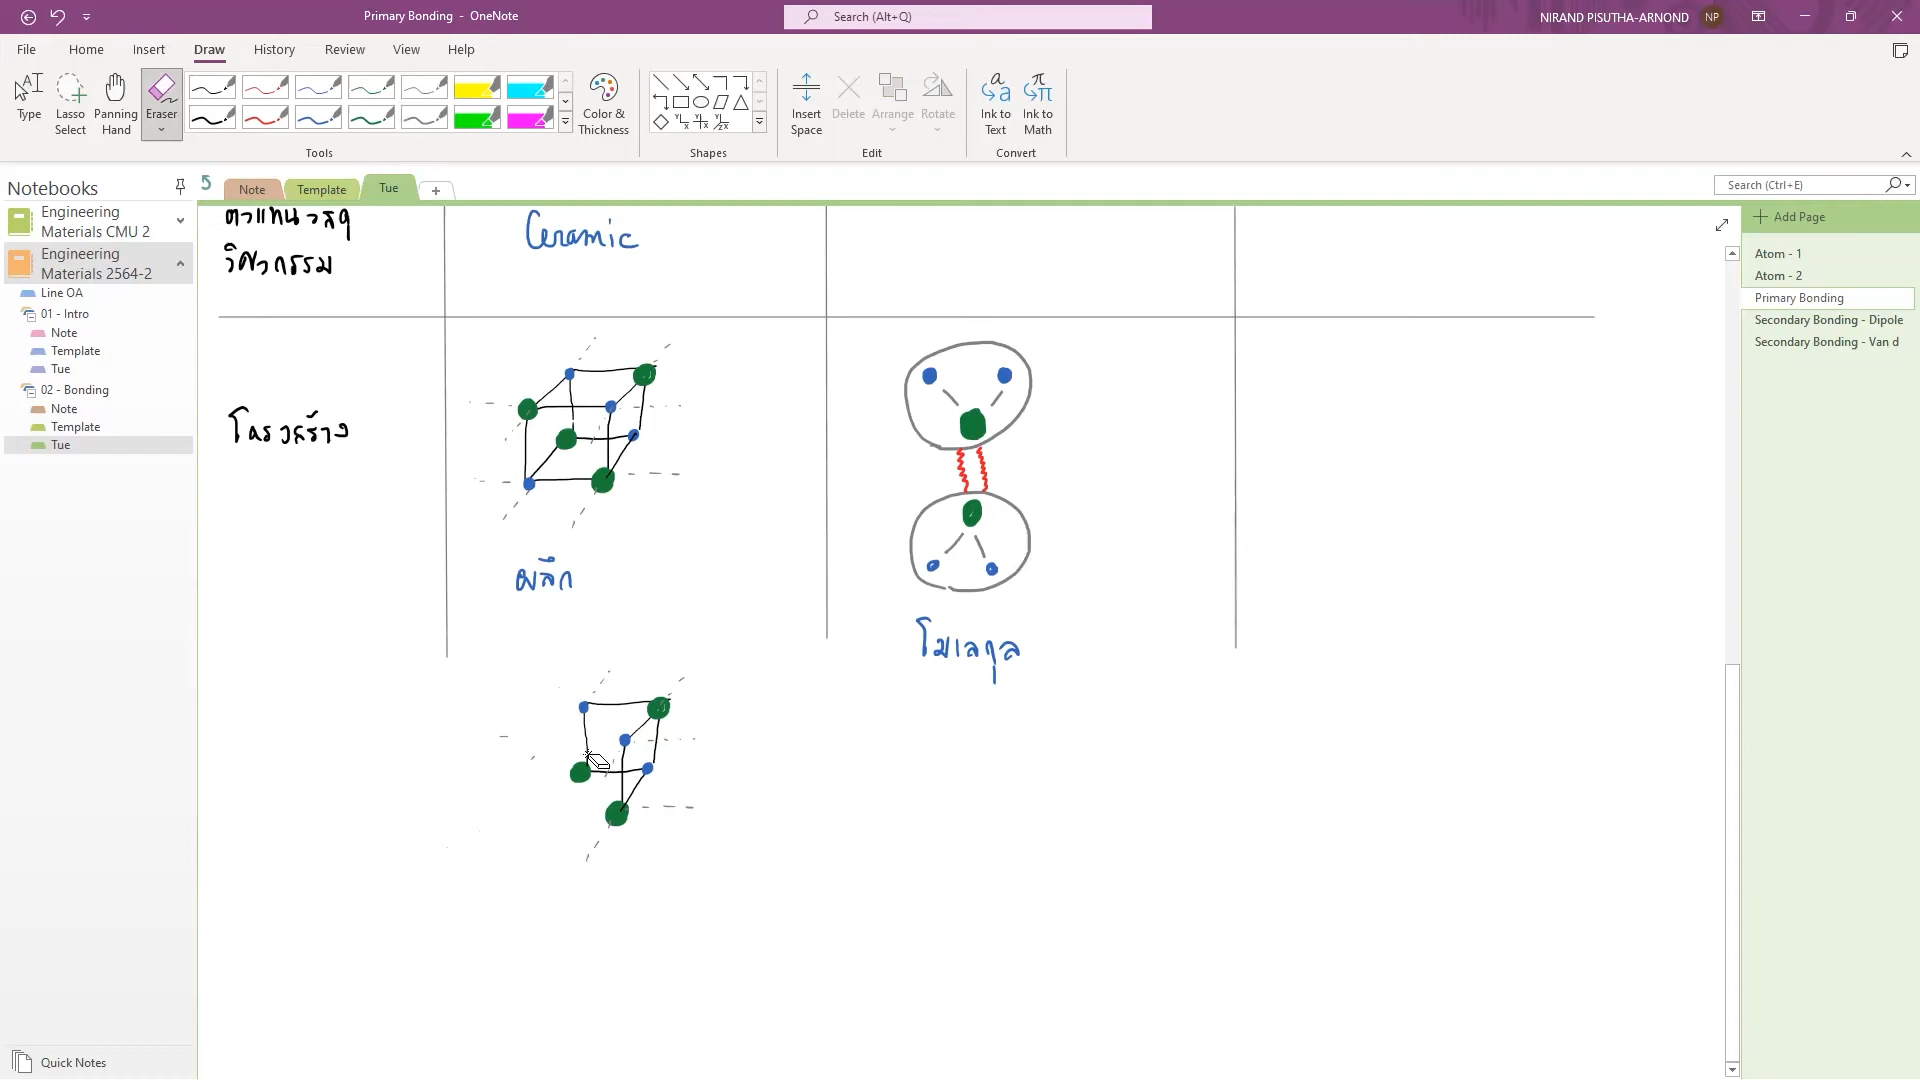 Primary Bonding - OneNote
Search (Alt+Q)
NIRAND PISUTHA-ARNOND
NP
File
Home
Insert
Draw
History
Review
View
Help
Type
Lasso Select
Panning Hand
Eraser
Color & Thickness
Insert Space
Delete
Arrange
Rotate
Ink to Text
Ink to Math
Tools
Shapes
Edit
Convert
Notebooks
Note
Template
Tue
Search (Ctrl+E)
Engineering Materials CMU 2
Engineering Materials 2564-2
Line OA
01 - Intro
Note
Template
Tue
02 - Bonding
Note
Template
Tue
Quick Notes
Add Page
Atom - 1
Atom - 2
Primary Bonding
Secondary Bonding - Dipole
Secondary Bonding - Van d
Ceramic
วิศวกรรม
โครงสร้าง
ผลึก
โมเลกุล